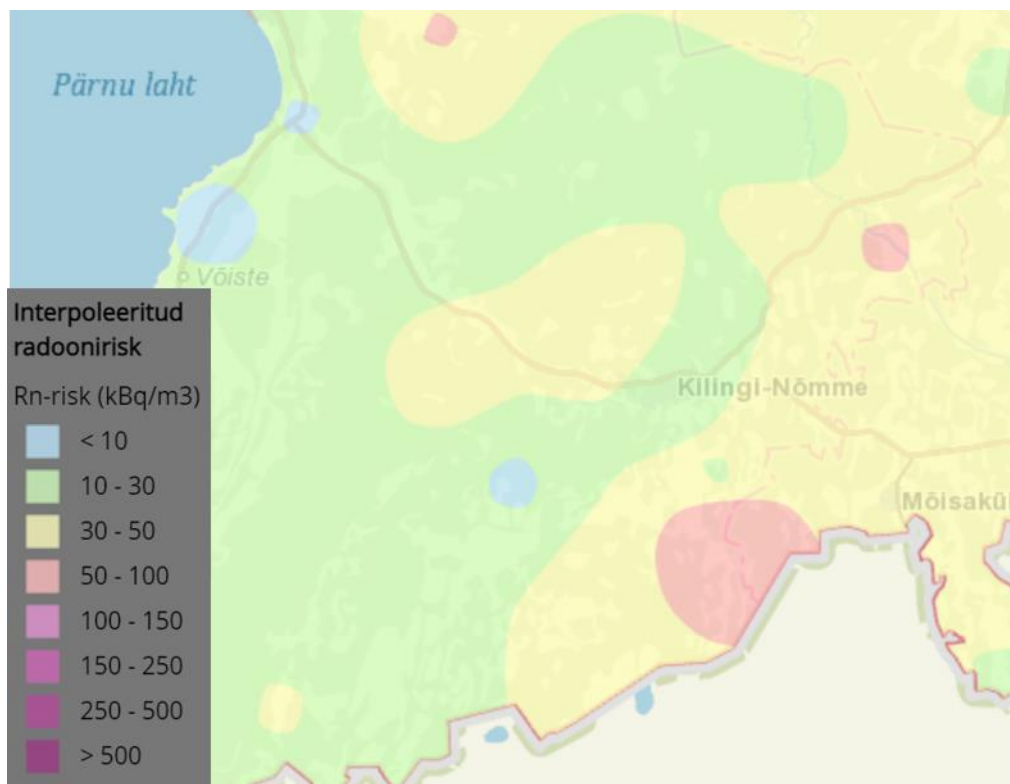 Pärnu laht
Võiste
Interpoleeritud
radoonirisk
Rn-risk (kBq/m3)
< 10
10 - 30
30 - 50
50 - 100
100 - 150
150 - 250
250 - 500
> 500
Kilingi-Nõmme
Mõisakül